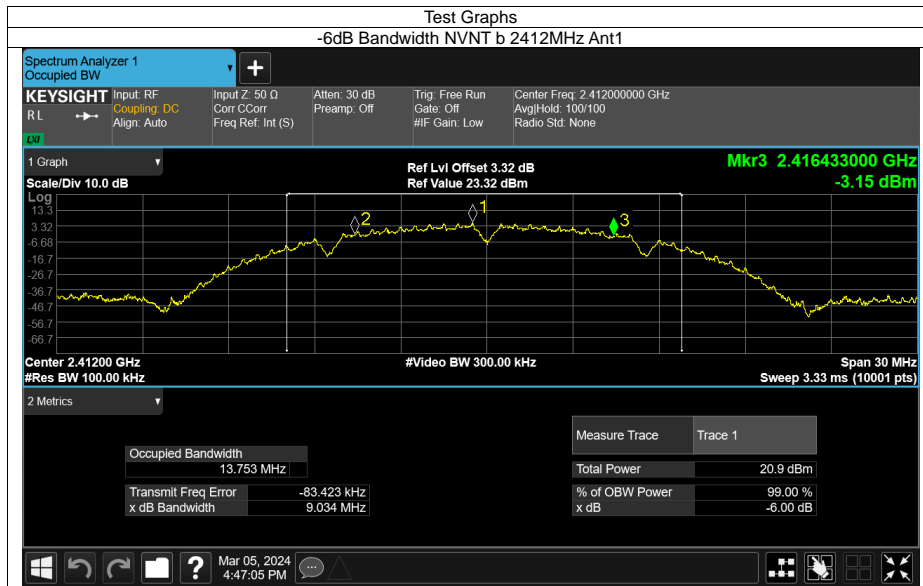 Test Graphs
-6dB Bandwidth NVNT b 2412MHz Ant1
Spectrum Analyzer 1
Occupied BW
+
KEYSIGHT
R L
LXI
Input: RF
Coupling: DC
Align: Auto
Input Z: 50 Ω
Corr CCorr
Freq Ref: Int (S)
Atten: 30 dB
Preamp: Off
Trig: Free Run
Gate: Off
#IF Gain: Low
Center Freq: 2.412000000 GHz
Avg|Hold: 100/100
Radio Std: None
1 Graph
Scale/Div 10.0 dB
Ref Lvl Offset 3.32 dB
Ref Value 23.32 dBm
Mkr3 2.416433000 GHz
-3.15 dBm
Log
13.3
3.32
-6.68
-16.7
-26.7
-36.7
-46.7
-56.7
-66.7
2
1
3
Center 2.41200 GHz
#Res BW 100.00 kHz
#Video BW 300.00 kHz
Span 30 MHz
Sweep 3.33 ms (10001 pts)
2 Metrics
Occupied Bandwidth
13.753 MHz
Transmit Freq Error -83.423 kHz
x dB Bandwidth 9.034 MHz
Measure Trace Trace 1
Total Power 20.9 dBm
% of OBW Power 99.00 %
x dB -6.00 dB
?
Mar 05, 2024
4:47:05 PM